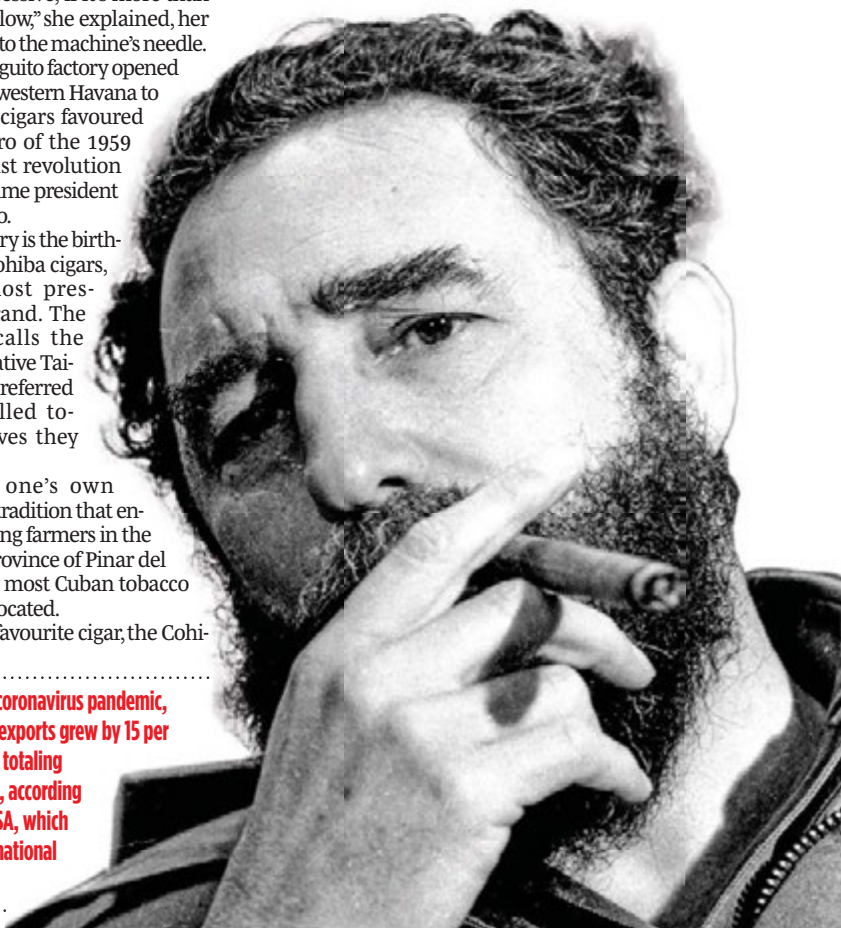 low,” she explained, her
to the machine’s needle.
guito factory opened
western Havana to
cigars favoured
ro of the 1959
st revolution
me president
o.
ry is the birth-
ohiba cigars,
ost pres-
and. The
calls the
ative Tai-
referred
lled to-
ves they
one’s own
tradition that en-
ng farmers in the
rovince of Pinar del
most Cuban tobacco
ocated.
favourite cigar, the Cohi-
coronavirus pandemic,
exports grew by 15 per
totaling
, according
SA, which
national